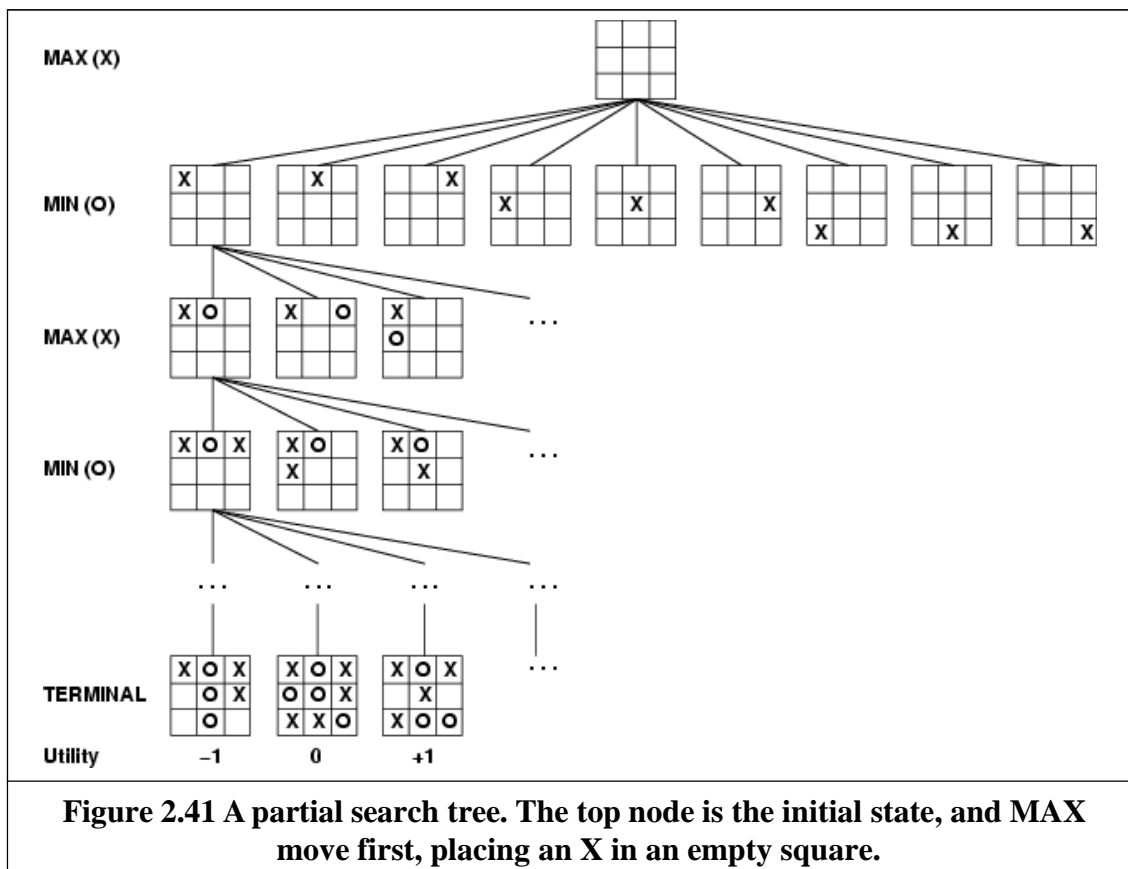 MAX (X)
MIN (O)
X X X X X X X X X
MAX (X)
X O X O X
O
...
MIN (O)
X O X X O X O
X X
...
... ... ... ...
TERMINAL
X O X X O X X O X
O X O O X X
O X X O X O O
...
Utility −1 0 +1
Figure 2.41 A partial search tree. The top node is the initial state, and MAX
move first, placing an X in an empty square.